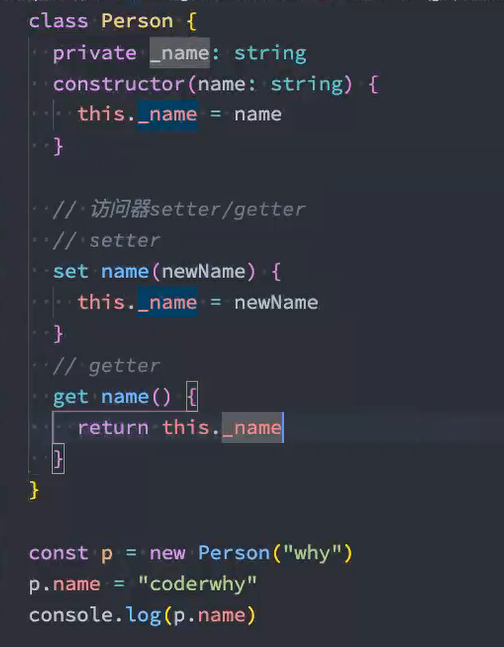 class Person {
  private _name: string
  constructor(name: string) {
    this._name = name
  }

  // 访问器setter/getter
  // setter
  set name(newName) {
    this._name = newName
  }
  // getter
  get name() {
    return this._name
  }
}

const p = new Person("why")
p.name = "coderwhy"
console.log(p.name)